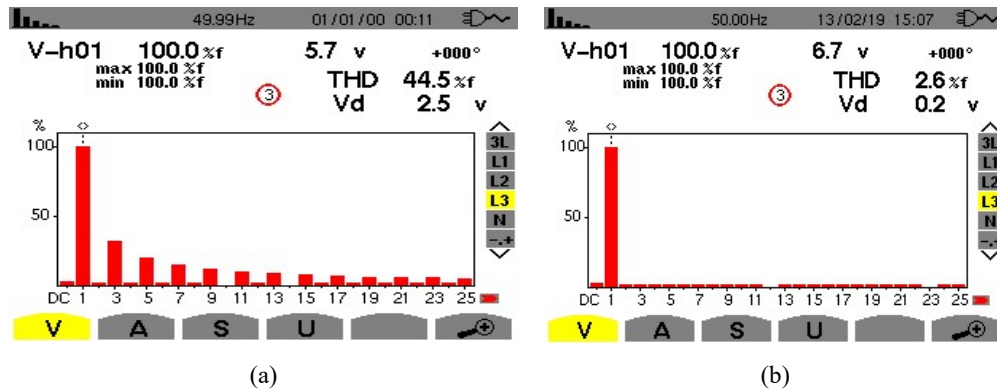 49.99Hz 01/01/00 00:11
V-h01 100.0 %f 5.7 v +000°
max 100.0 %f
min 100.0 %f
THD 44.5 %f
3
Vd 2.5 v
%
100
50
DC 1 3 5 7 9 11 13 15 17 19 21 23 25
3L
L1
L2
L3
N
-.+
V A S U
(a)
50.00Hz 13/02/19 15:07
V-h01 100.0 %f 6.7 v +000°
max 100.0 %f
min 100.0 %f
THD 2.6 %f
3
Vd 0.2 v
%
100
50
DC 1 3 5 7 9 11 13 15 17 19 21 23 25
3L
L1
L2
L3
N
-.+
V A S U
(b)